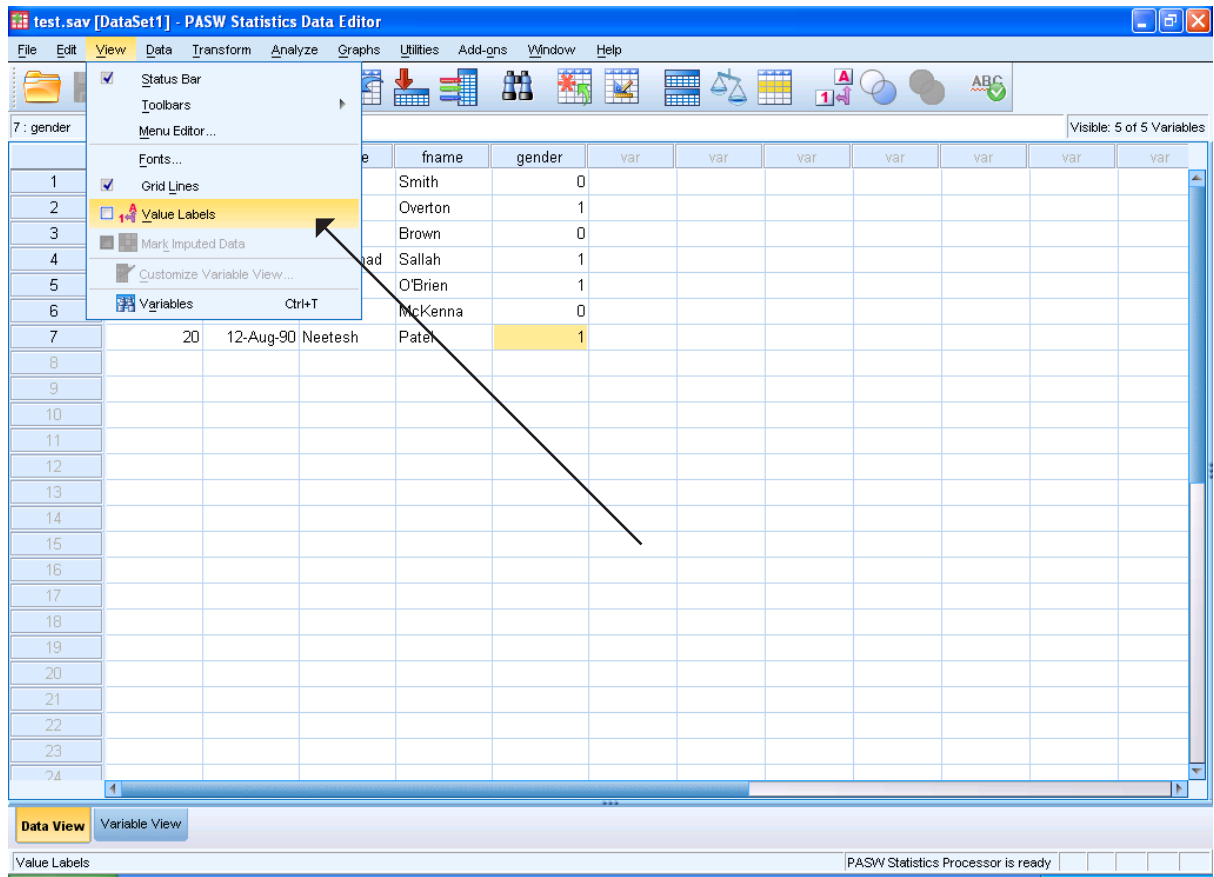 test.sav [DataSet1] - PASW Statistics Data Editor
File Edit View Data Transform Analyze Graphs Utilities Add-ons Window Help
A
1
ABC
Status Bar
Toolbars
Menu Editor...
Fonts...
Grid Lines
Value Labels
Mark Imputed Data
Customize Variable View...
Variables Ctrl+T
7 : gender Visible: 5 of 5 Variables
e fname gender var var var var var var var
1 Smith 0
2 Overton 1
3 Brown 0
4 ad Sallah 1
5 O'Brien 1
6 McKenna 0
7 20 12-Aug-90 Neetesh Patel 1
8
9
10
11
12
13
14
15
16
17
18
19
20
21
22
23
24
Data View Variable View
Value Labels PASW Statistics Processor is ready